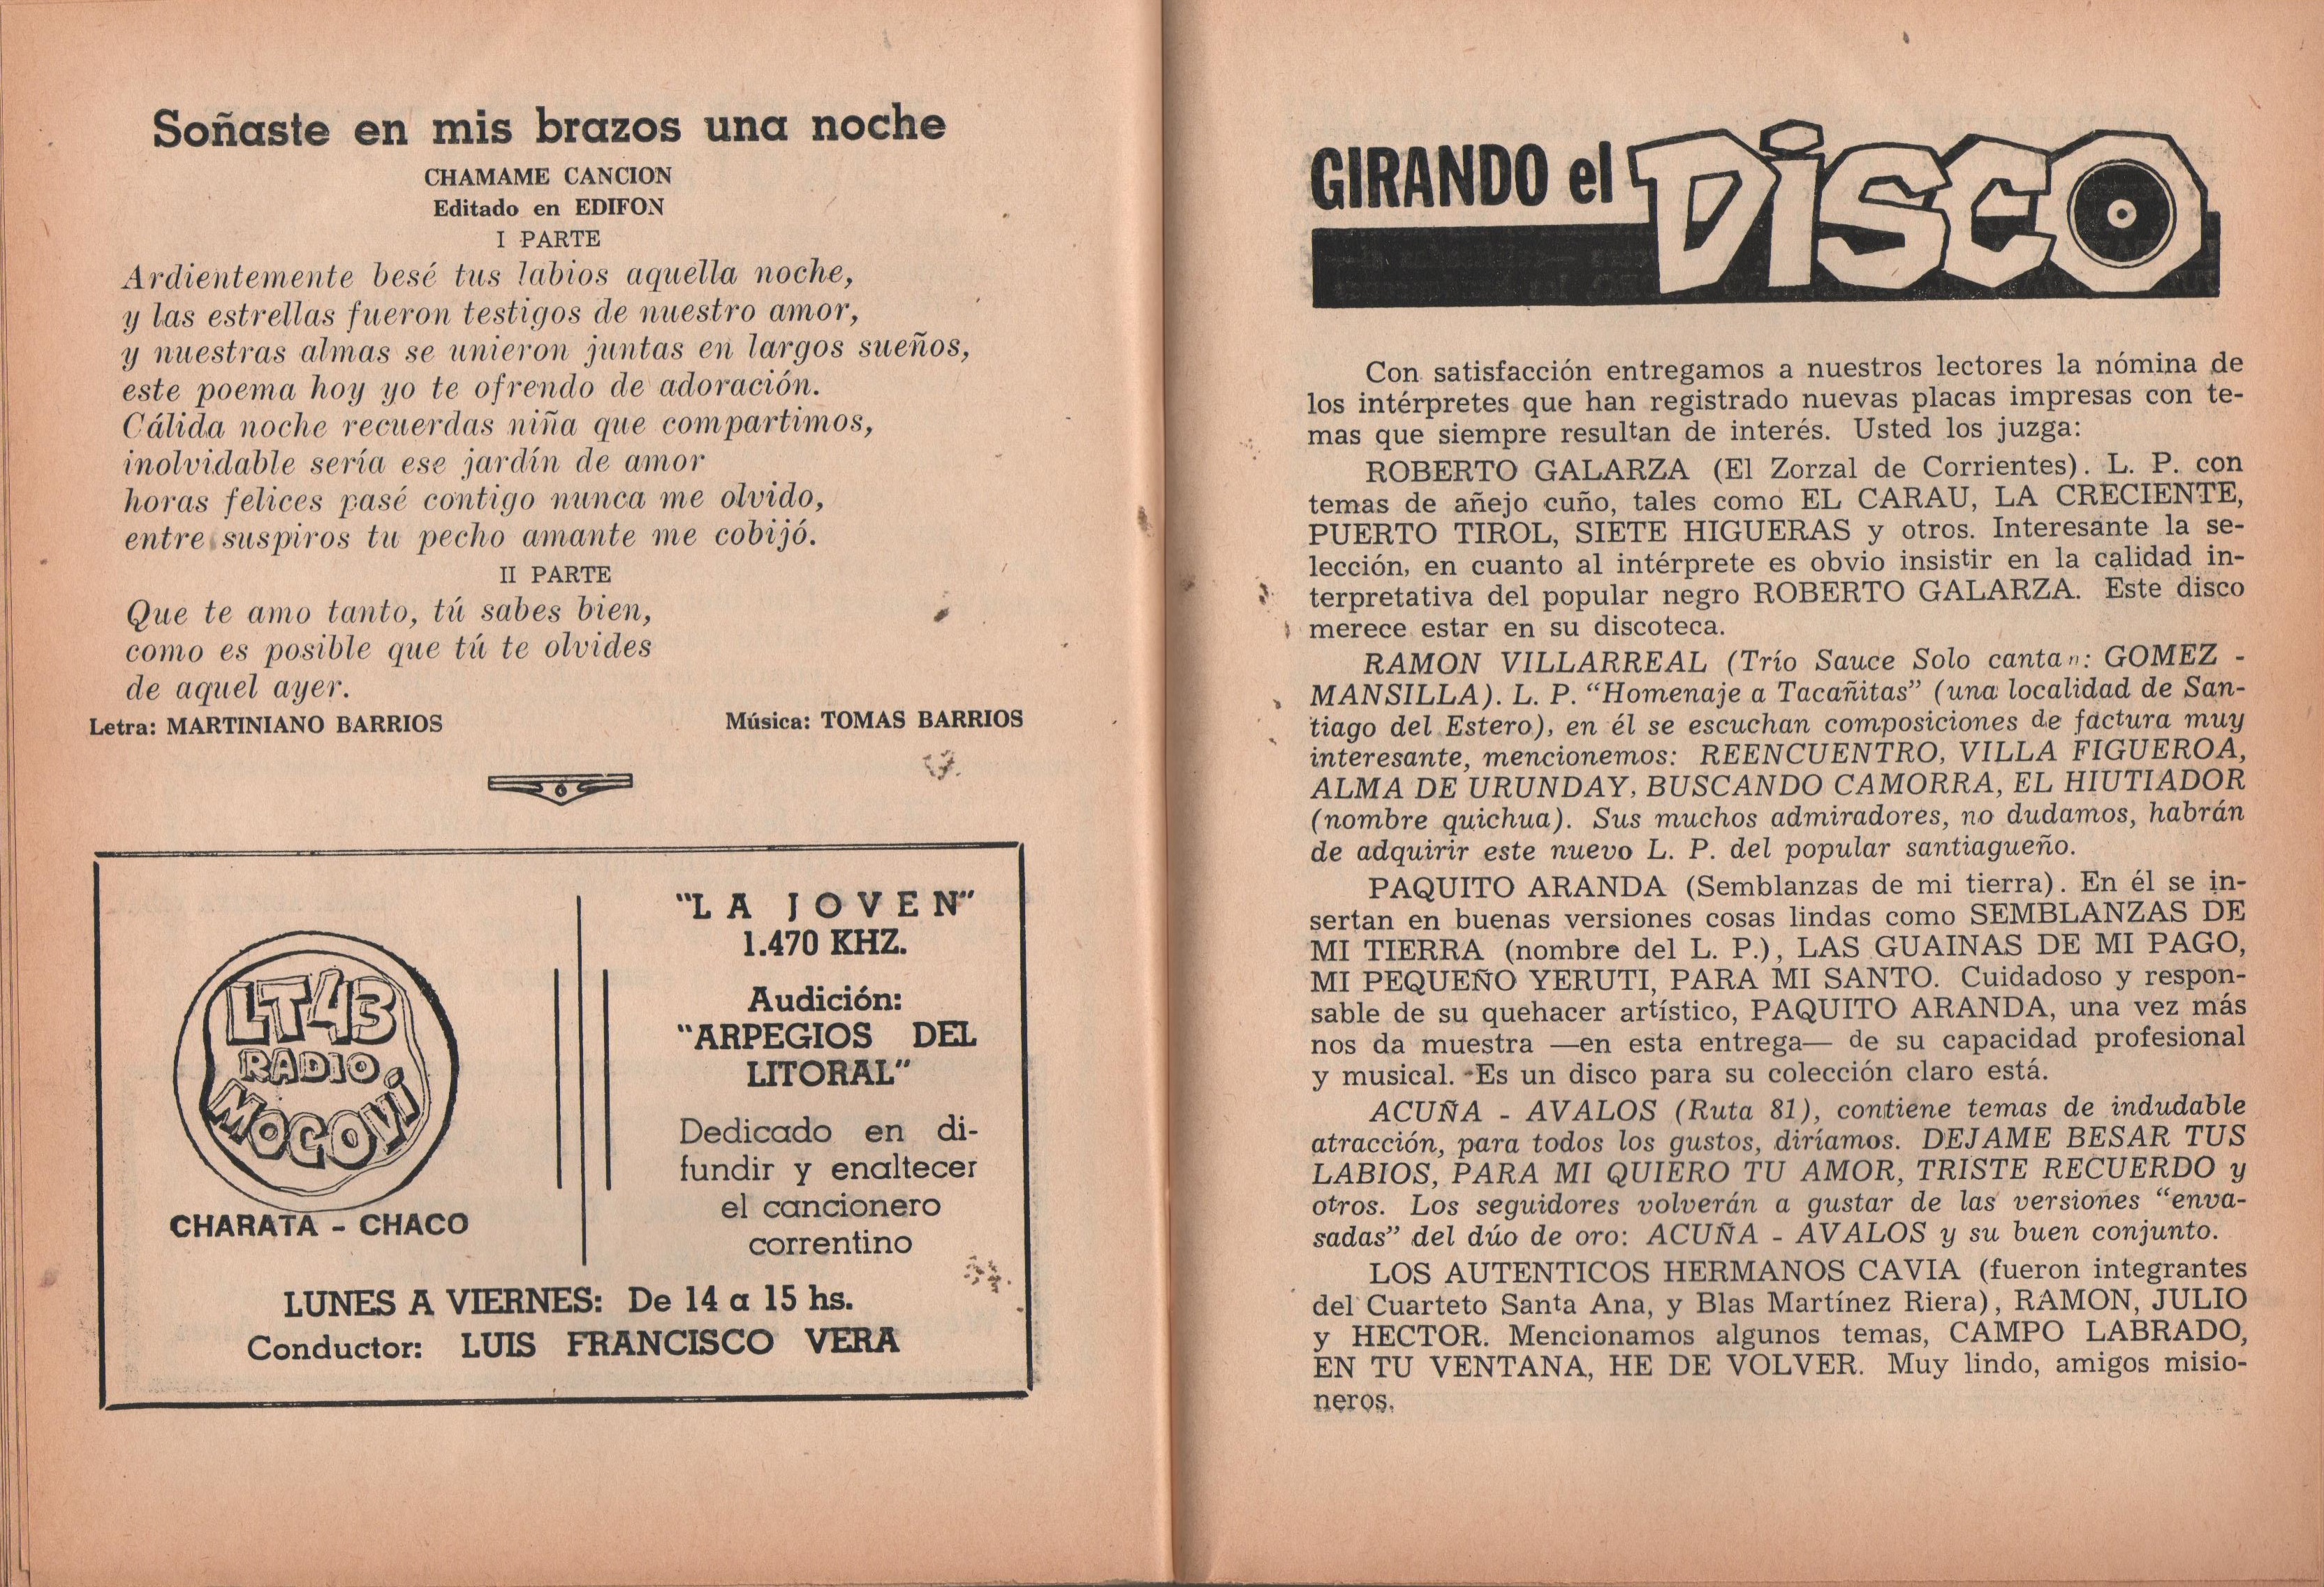 Soñaste en mis brazos una noche
CHAMAME CANCION
Editado en EDIFON
I PARTE
Ardientemente besé tus labios aquella noche,
y las estrellas fueron testigos de nuestro amor,
y nuestras almas se unieron juntas en largos sueños,
este poema hoy yo te ofrendo de adoración.
Cálida noche recuerdas niña que compartimos,
inolvidable sería ese jardín de amor
horas felices pasé contigo nunca me olvido,
entre suspiros tu pecho amante me cobijó.
II PARTE
Que te amo tanto, tú sabes bien,
como es posible que tú te olvides
de aquel ayer.
Letra: MARTINIANO BARRIOS Música: TOMAS BARRIOS
LT43
RADIO
MOCOVÍ
CHARATA - CHACO
"LA JOVEN"
1.470 KHZ.
Audición:
"ARPEGIOS DEL
LITORAL"
Dedicado en di-
fundir y enaltecer
el cancionero
correntino
LUNES A VIERNES: De 14 a 15 hs.
Conductor: LUIS FRANCISCO VERA
GIRANDO el DiSCO
Con satisfacción entregamos a nuestros lectores la nómina de
los intérpretes que han registrado nuevas placas impresas con te-
mas que siempre resultan de interés. Usted los juzga:
ROBERTO GALARZA (El Zorzal de Corrientes). L. P. con
temas de añejo cuño, tales como EL CARAU, LA CRECIENTE,
PUERTO TIROL, SIETE HIGUERAS y otros. Interesante la se-
lección, en cuanto al intérprete es obvio insistir en la calidad in-
terpretativa del popular negro ROBERTO GALARZA. Este disco
merece estar en su discoteca.
RAMON VILLARREAL (Trío Sauce Solo cantan: GOMEZ -
MANSILLA). L. P. "Homenaje a Tacañitas" (una localidad de San-
tiago del Estero), en él se escuchan composiciones de factura muy
interesante, mencionemos: REENCUENTRO, VILLA FIGUEROA,
ALMA DE URUNDAY, BUSCANDO CAMORRA, EL HIUTIADOR
(nombre quichua). Sus muchos admiradores, no dudamos, habrán
de adquirir este nuevo L. P. del popular santiagueño.
PAQUITO ARANDA (Semblanzas de mi tierra). En él se in-
sertan en buenas versiones cosas lindas como SEMBLANZAS DE
MI TIERRA (nombre del L. P.), LAS GUAINAS DE MI PAGO,
MI PEQUEÑO YERUTI, PARA MI SANTO. Cuidadoso y respon-
sable de su quehacer artístico, PAQUITO ARANDA, una vez más
nos da muestra —en esta entrega— de su capacidad profesional
y musical. Es un disco para su colección claro está.
ACUÑA - AVALOS (Ruta 81), contiene temas de indudable
atracción, para todos los gustos, diríamos. DEJAME BESAR TUS
LABIOS, PARA MI QUIERO TU AMOR, TRISTE RECUERDO y
otros. Los seguidores volverán a gustar de las versiones "enva-
sadas" del dúo de oro: ACUÑA - AVALOS y su buen conjunto.
LOS AUTENTICOS HERMANOS CAVIA (fueron integrantes
del Cuarteto Santa Ana, y Blas Martínez Riera), RAMON, JULIO
y HECTOR. Mencionamos algunos temas, CAMPO LABRADO,
EN TU VENTANA, HE DE VOLVER. Muy lindo, amigos misio-
neros.